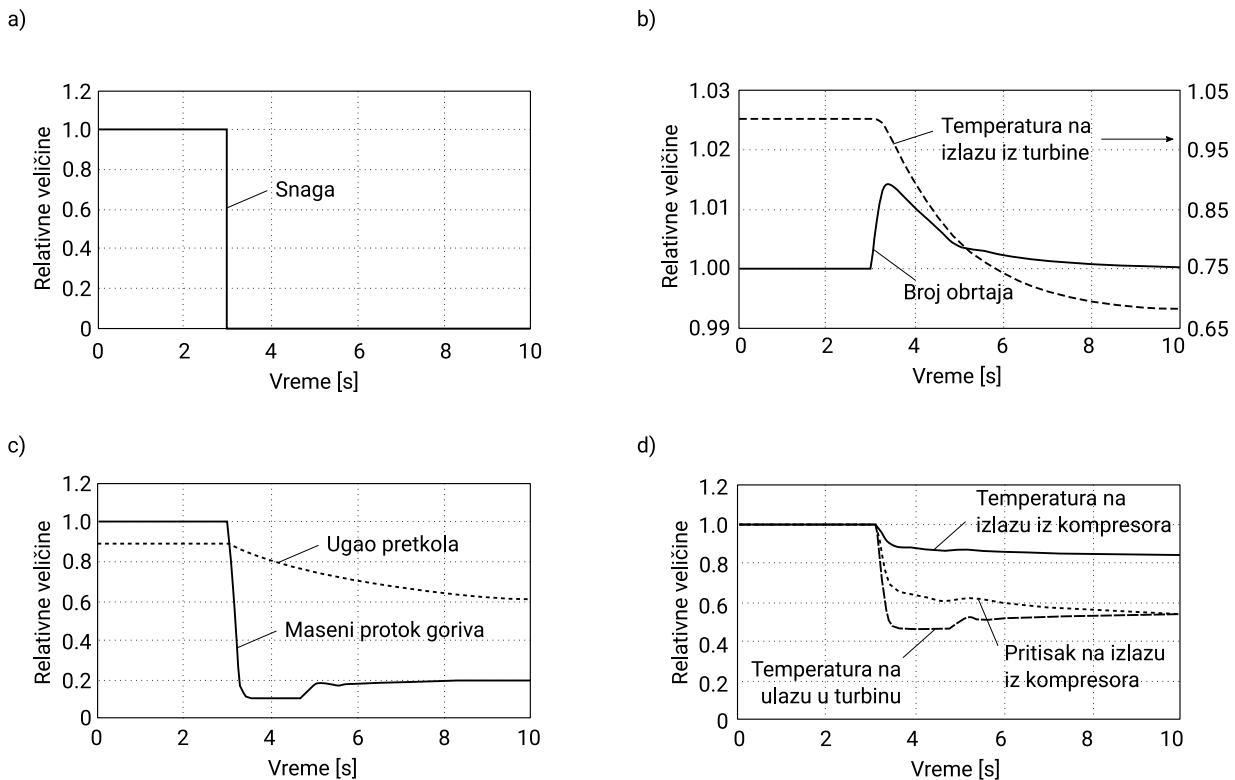 a)
Relativne veličine
1.2
1.0
0.8
0.6
0.4
0.2
0
Snaga
0 2 4 6 8 10
Vreme [s]
b)
Relativne veličine
1.03
1.02
1.01
1.00
0.99
Temperatura na
izlazu iz turbine
Broj obrtaja
1.05
0.95
0.85
0.75
0.65
0 2 4 6 8 10
Vreme [s]
c)
Relativne veličine
1.2
1.0
0.8
0.6
0.4
0.2
0
Ugao pretkola
Maseni protok goriva
0 2 4 6 8 10
Vreme [s]
d)
Relativne veličine
1.2
1.0
0.8
0.6
0.4
0.2
0
Temperatura na
izlazu iz kompresora
Temperatura na
ulazu u turbinu
Pritisak na izlazu
iz kompresora
0 2 4 6 8 10
Vreme [s]